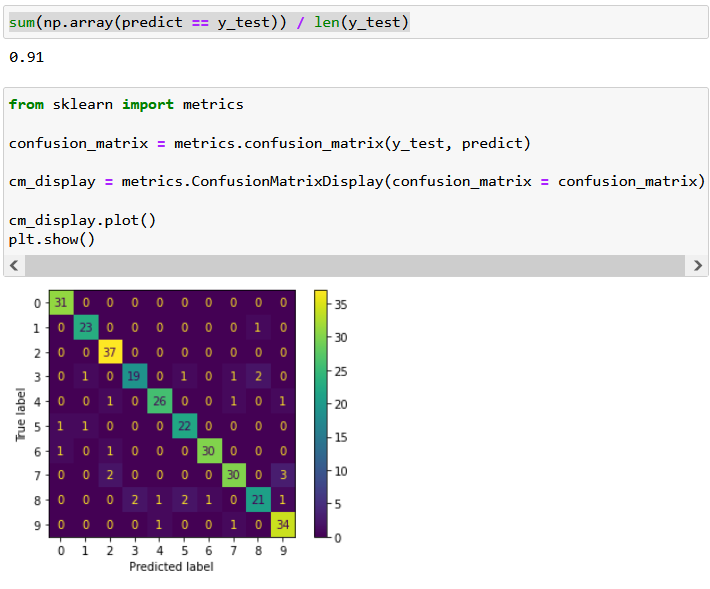 sum(np.array(predict == y_test)) / len(y_test)
0.91
from sklearn import metrics
confusion_matrix = metrics.confusion_matrix(y_test, predict)
cm_display = metrics.ConfusionMatrixDisplay(confusion_matrix = confusion_matrix)
cm_display.plot()
plt.show()
0 31 0 0 0 0 0 0 0 0 0
1 0 23 0 0 0 0 0 0 1 0
2 0 0 37 0 0 0 0 0 0 0
3 0 1 0 19 0 1 0 1 2 0
4 0 0 1 0 26 0 0 1 0 1
5 1 1 0 0 0 22 0 0 0 0
6 1 0 1 0 0 0 30 0 0 0
7 0 0 2 0 0 0 0 30 0 3
8 0 0 0 2 1 2 1 0 21 1
9 0 0 0 0 1 0 0 1 0 34
0 1 2 3 4 5 6 7 8 9
Predicted label
True label
35
30
25
20
15
10
5
0